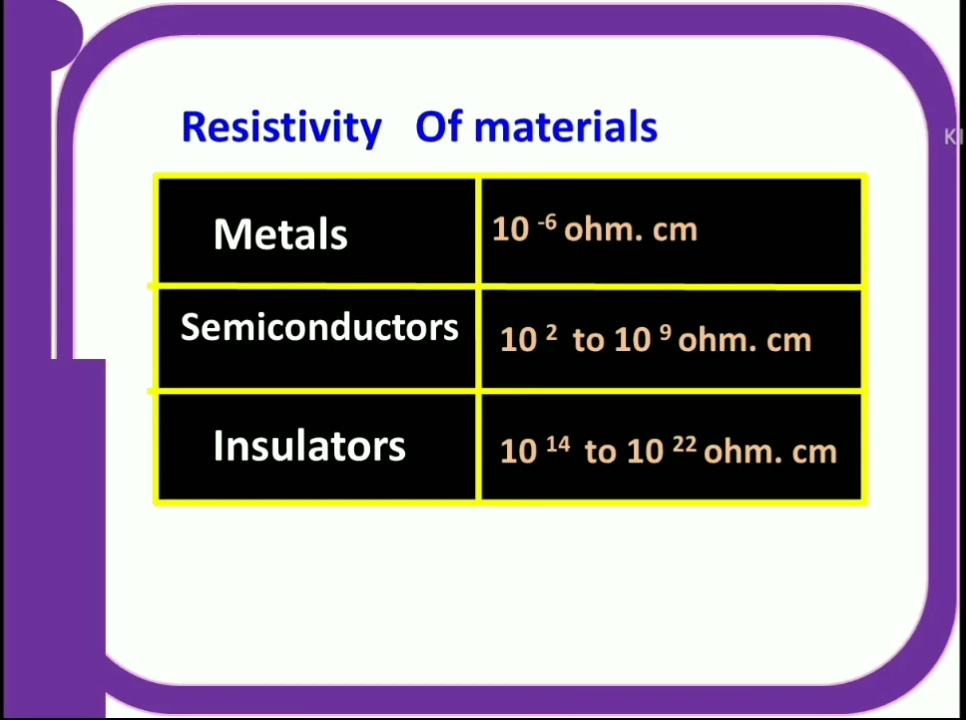 Resistivity Of materials
Metals 10 ⁻⁶ ohm. cm
Semiconductors 10 ² to 10 ⁹ ohm. cm
Insulators 10 ¹⁴ to 10 ²² ohm. cm